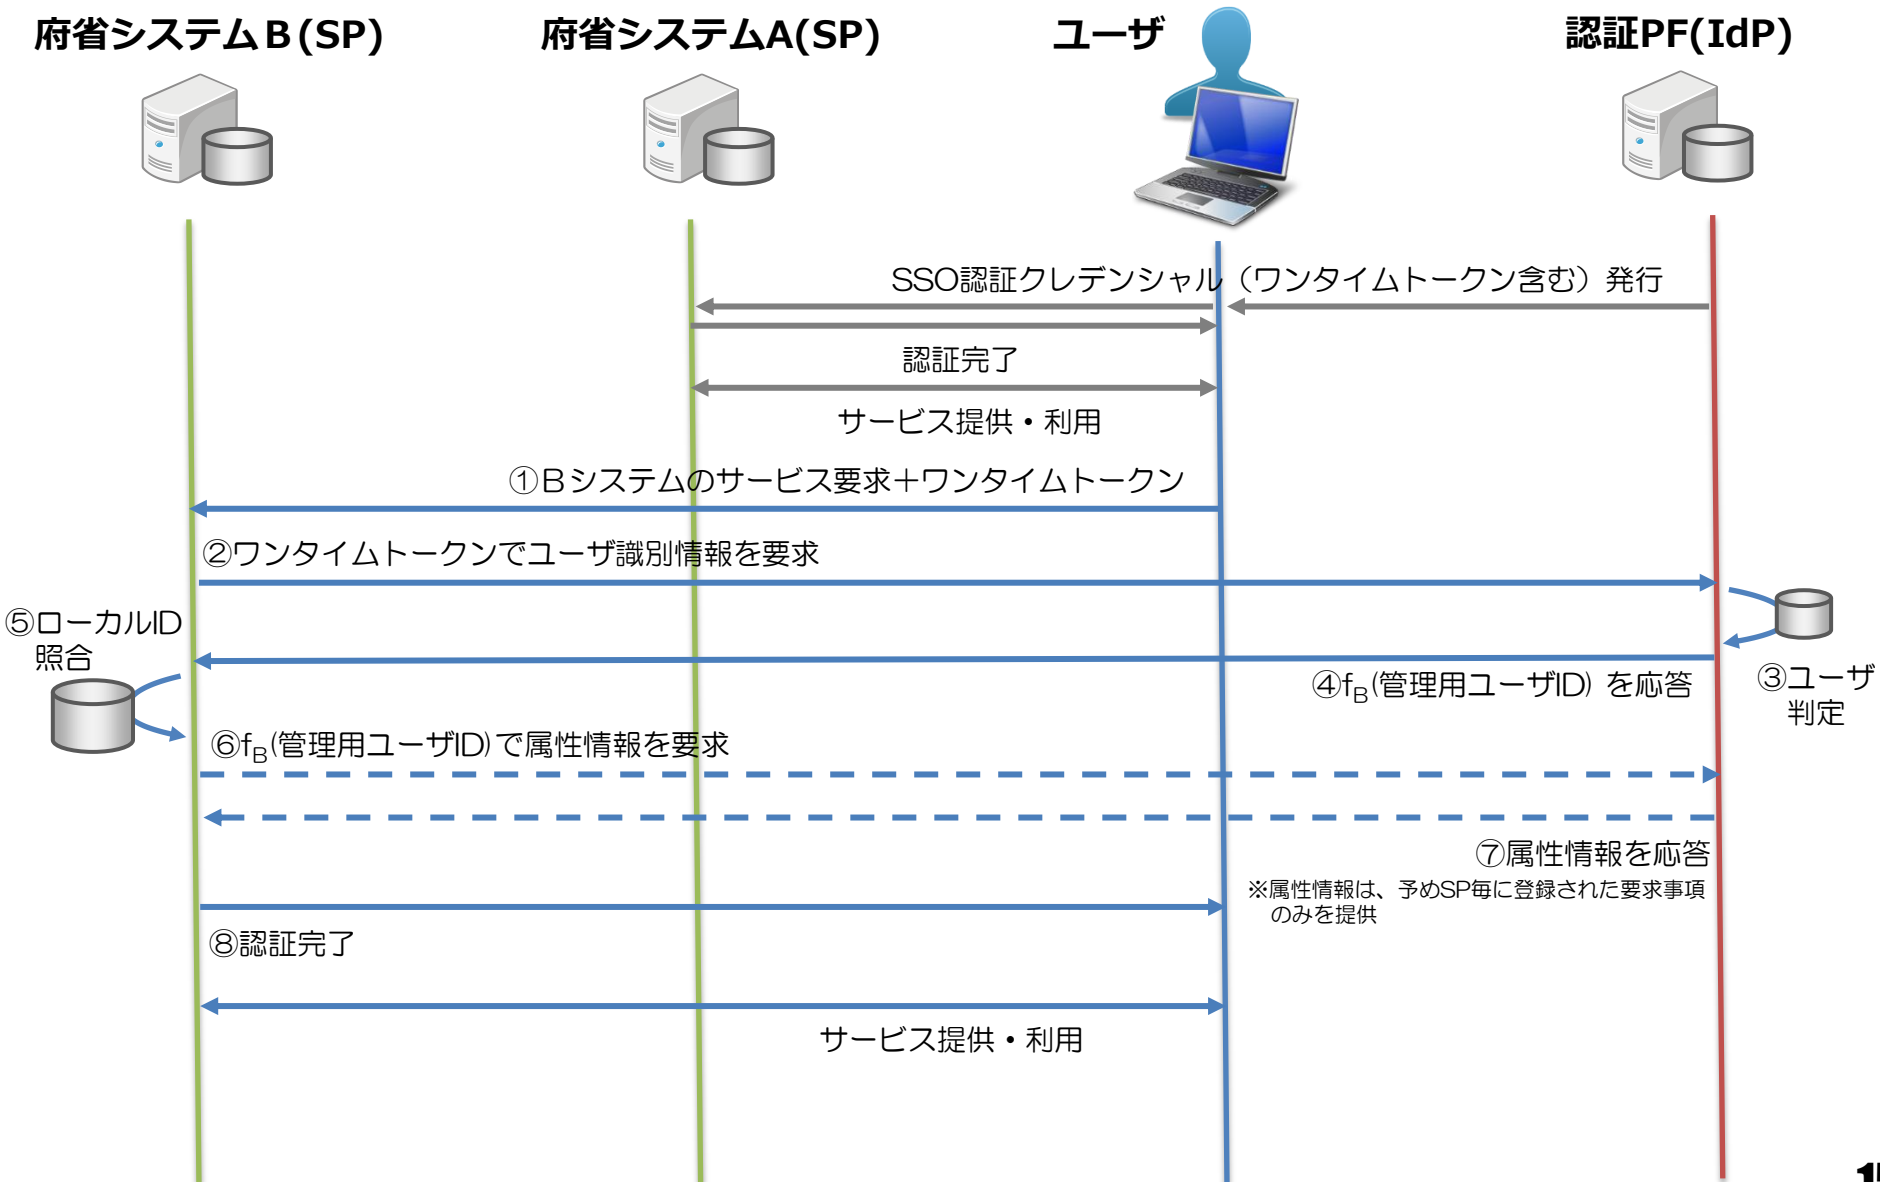 府省システムB(SP)
府省システムA(SP)
ユーザ
認証PF(IdP)
SSO認証クレデンシャル（ワンタイムトークン含む）発行
認証完了
サービス提供・利用
①Bシステムのサービス要求＋ワンタイムトークン
②ワンタイムトークンでユーザ識別情報を要求
③ユーザ
判定
④fB(管理用ユーザID) を応答
⑤ローカルID
照合
⑥fB(管理用ユーザID)で属性情報を要求
⑦属性情報を応答
※属性情報は、予めSP毎に登録された要求事項
のみを提供
⑧認証完了
サービス提供・利用